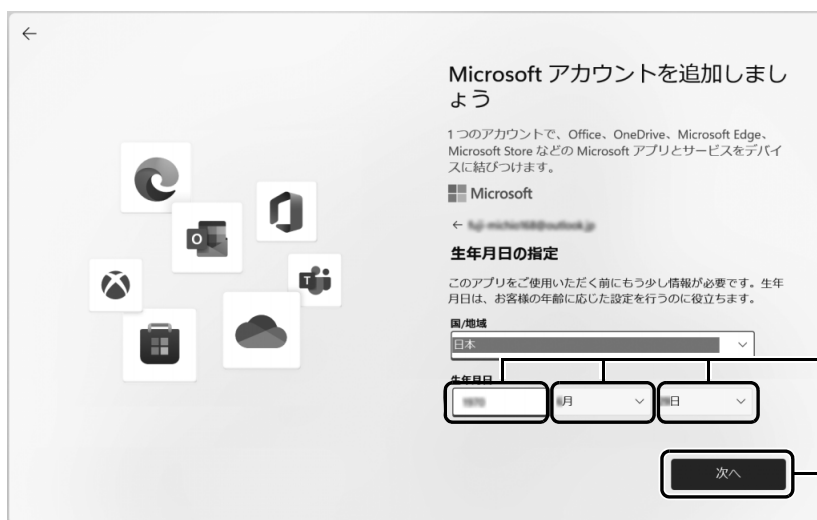 Microsoft アカウントを追加しまし
ょう
1 つのアカウントで、Office、OneDrive、Microsoft Edge、
Microsoft Store などの Microsoft アプリとサービスをデバイ
スに結びつけます。
Microsoft
生年月日の指定
このアプリをご使用いただく前にもう少し情報が必要です。生年
月日は、お客様の年齢に応じた設定を行うのに役立ちます。
国/地域
日本
生年月日
月 日
次へ